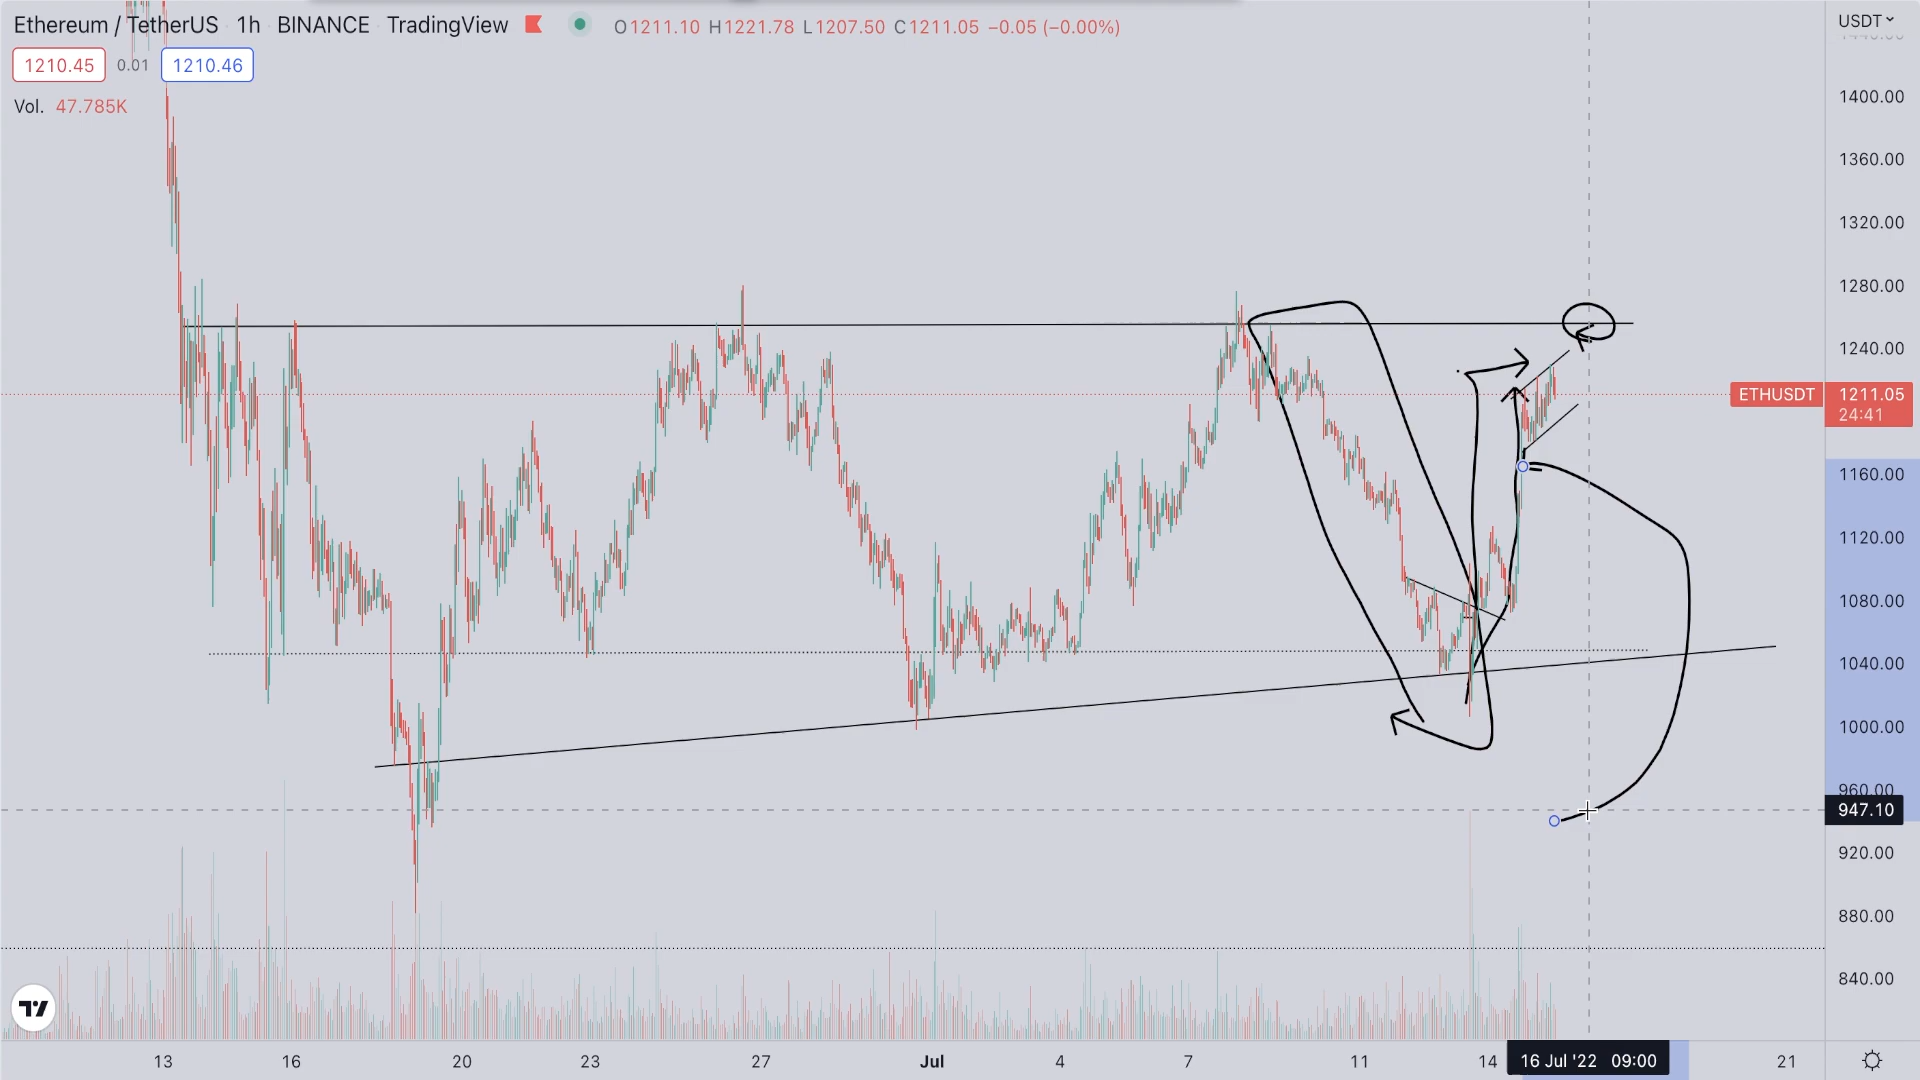 Ethereum / TetherUS 1h BINANCE TradingView O1211.10 H1221.78 L1207.50 C1211.05 −0.05 (−0.00%)
USDT
1210.45 0.01 1210.46
Vol. 47.785K
1400.00
1360.00
1320.00
1280.00
1240.00
ETHUSDT 1211.05
24:41
1160.00
1120.00
1080.00
1040.00
1000.00
960.00
947.10
920.00
880.00
840.00
13 16 20 23 27 Jul 4 7 11 14 16 Jul '22 09:00 21